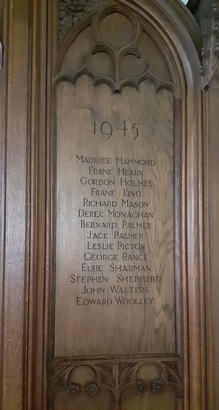 1945
Maurice Hammond
Frank Hearn
Gordon Holmes
Frank King
Richard Mason
Derek Monaghan
Bernard Palmer
Jack Palmer
Leslie Picton
George Rance
Elsie Sharman
Stephen Shepherd
John Walters
Edward Woolley